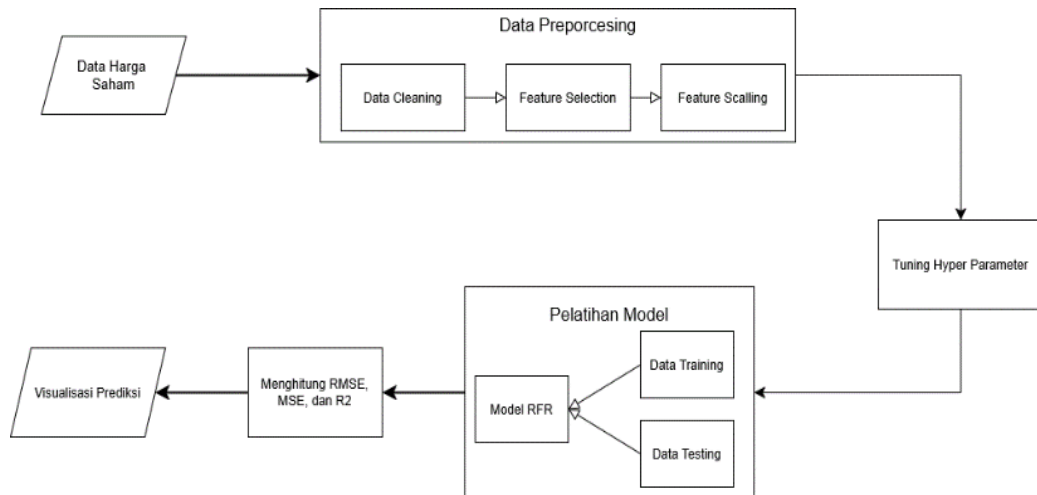 Data Preporcesing
Data Harga
Saham
Data Cleaning
Feature Selection
Feature Scalling
Tuning Hyper Parameter
Pelatihan Model
Data Training
Model RFR
Data Testing
Menghitung RMSE,
MSE, dan R2
Visualisasi Prediksi